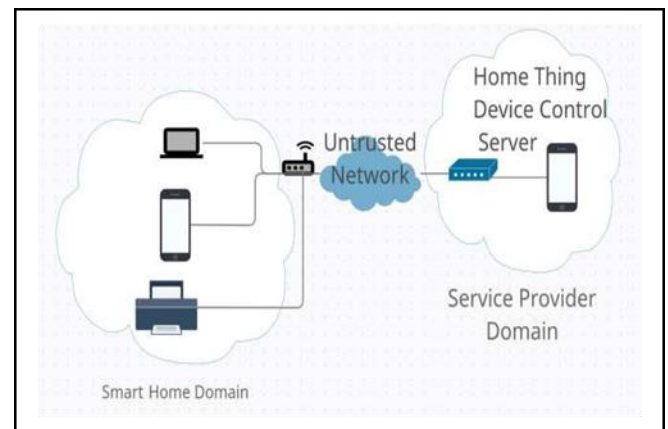 Home Thing
Device Control
Server
Untrusted
Network
Service Provider
Domain
Smart Home Domain